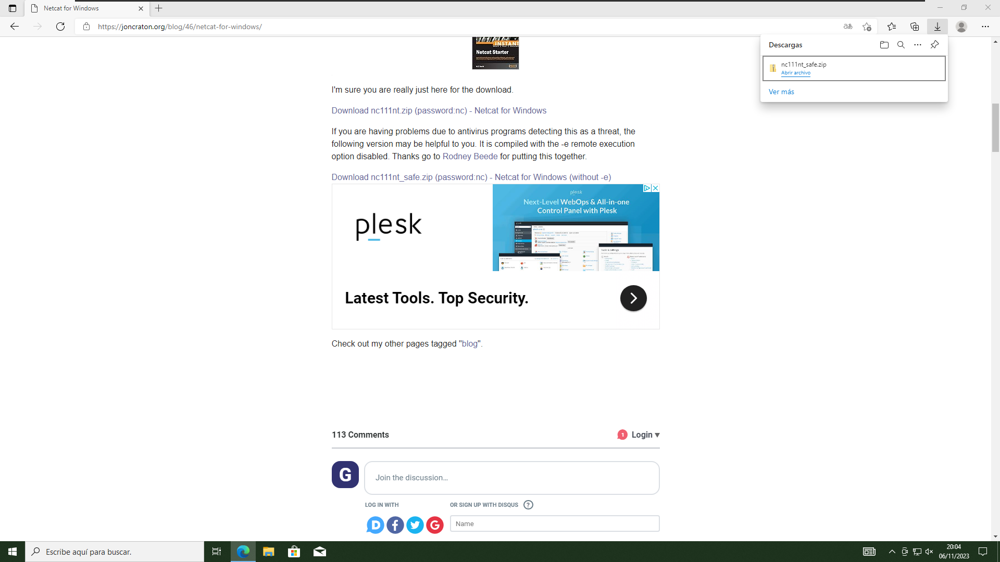 Netcat for Windows
https://joncraton.org/blog/46/netcat-for-windows/
aあ
Descargas
nc111nt_safe.zip
Abrir archivo
Ver más
INSTANT
Netcat Starter
I'm sure you are really just here for the download.
Download nc111nt.zip (password:nc) - Netcat for Windows
If you are having problems due to antivirus programs detecting this as a threat, the
following version may be helpful to you. It is compiled with the -e remote execution
option disabled. Thanks go to Rodney Beede for putting this together.
Download nc111nt_safe.zip (password:nc) - Netcat for Windows (without -e)
plesk
plesk
Next-Level WebOps & All-in-one
Control Panel with Plesk
Tools & Settings
Latest Tools. Top Security.
Check out my other pages tagged "blog".
113 Comments
1 Login
G
Join the discussion...
LOG IN WITH
OR SIGN UP WITH DISQUS ?
D f G
Name
Escribe aquí para buscar.
20:04
06/11/2023